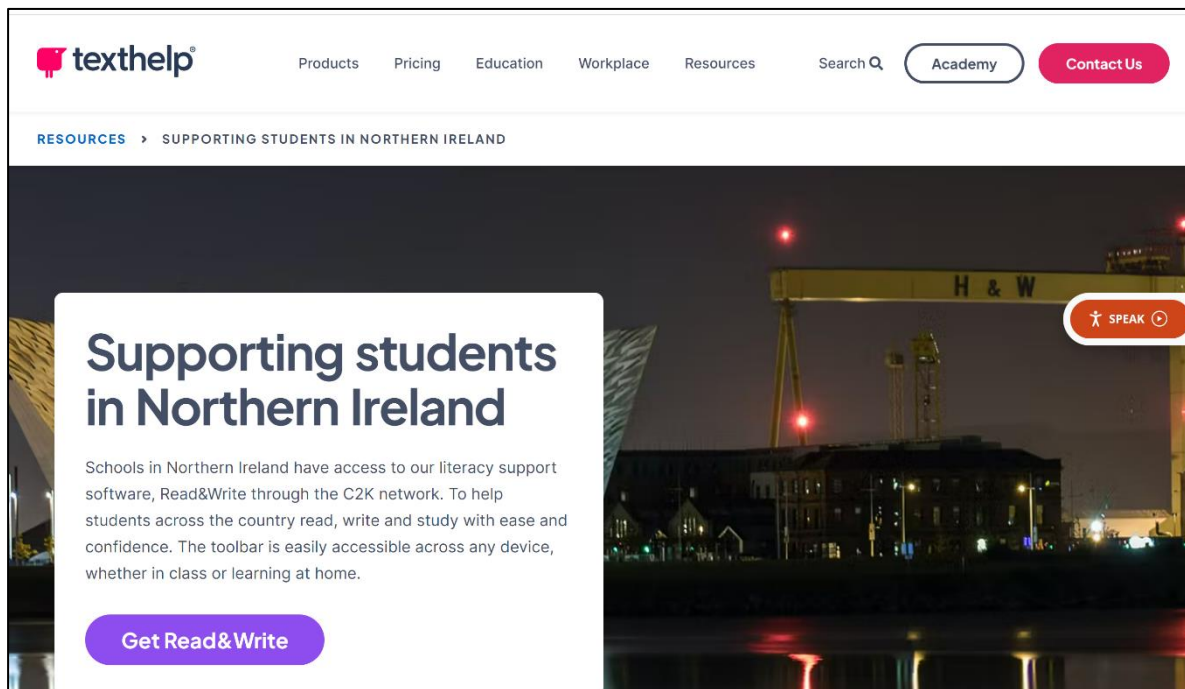 texthelp®
Products Pricing Education Workplace Resources Search Academy Contact Us
RESOURCES > SUPPORTING STUDENTS IN NORTHERN IRELAND
H & W
SPEAK
Supporting students
in Northern Ireland
Schools in Northern Ireland have access to our literacy support
software, Read&Write through the C2K network. To help
students across the country read, write and study with ease and
confidence. The toolbar is easily accessible across any device,
whether in class or learning at home.
Get Read&Write